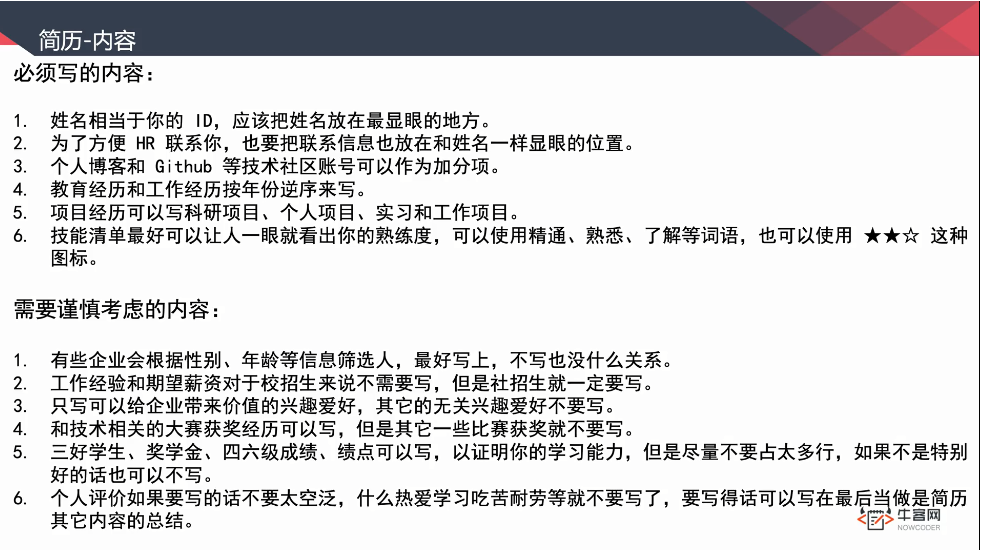 简历-内容
必须写的内容：
1. 姓名相当于你的 ID，应该把姓名放在最显眼的地方。
2. 为了方便 HR 联系你，也要把联系信息也放在和姓名一样显眼的位置。
3. 个人博客和 Github 等技术社区账号可以作为加分项。
4. 教育经历和工作经历按年份逆序来写。
5. 项目经历可以写科研项目、个人项目、实习和工作项目。
6. 技能清单最好可以让人一眼就看出你的熟练度，可以使用精通、熟悉、了解等词语，也可以使用 ★★☆ 这种
图标。
需要谨慎考虑的内容：
1. 有些企业会根据性别、年龄等信息筛选人，最好写上，不写也没什么关系。
2. 工作经验和期望薪资对于校招生来说不需要写，但是社招生就一定要写。
3. 只写可以给企业带来价值的兴趣爱好，其它的无关兴趣爱好不要写。
4. 和技术相关的大赛获奖经历可以写，但是其它一些比赛获奖就不要写。
5. 三好学生、奖学金、四六级成绩、绩点可以写，以证明你的学习能力，但是尽量不要占太多行，如果不是特别
好的话也可以不写。
6. 个人评价如果要写的话不要太空泛，什么热爱学习吃苦耐劳等就不要写了，要写得话可以写在最后当做是简历
其它内容的总结。
牛客网
NOWCODER